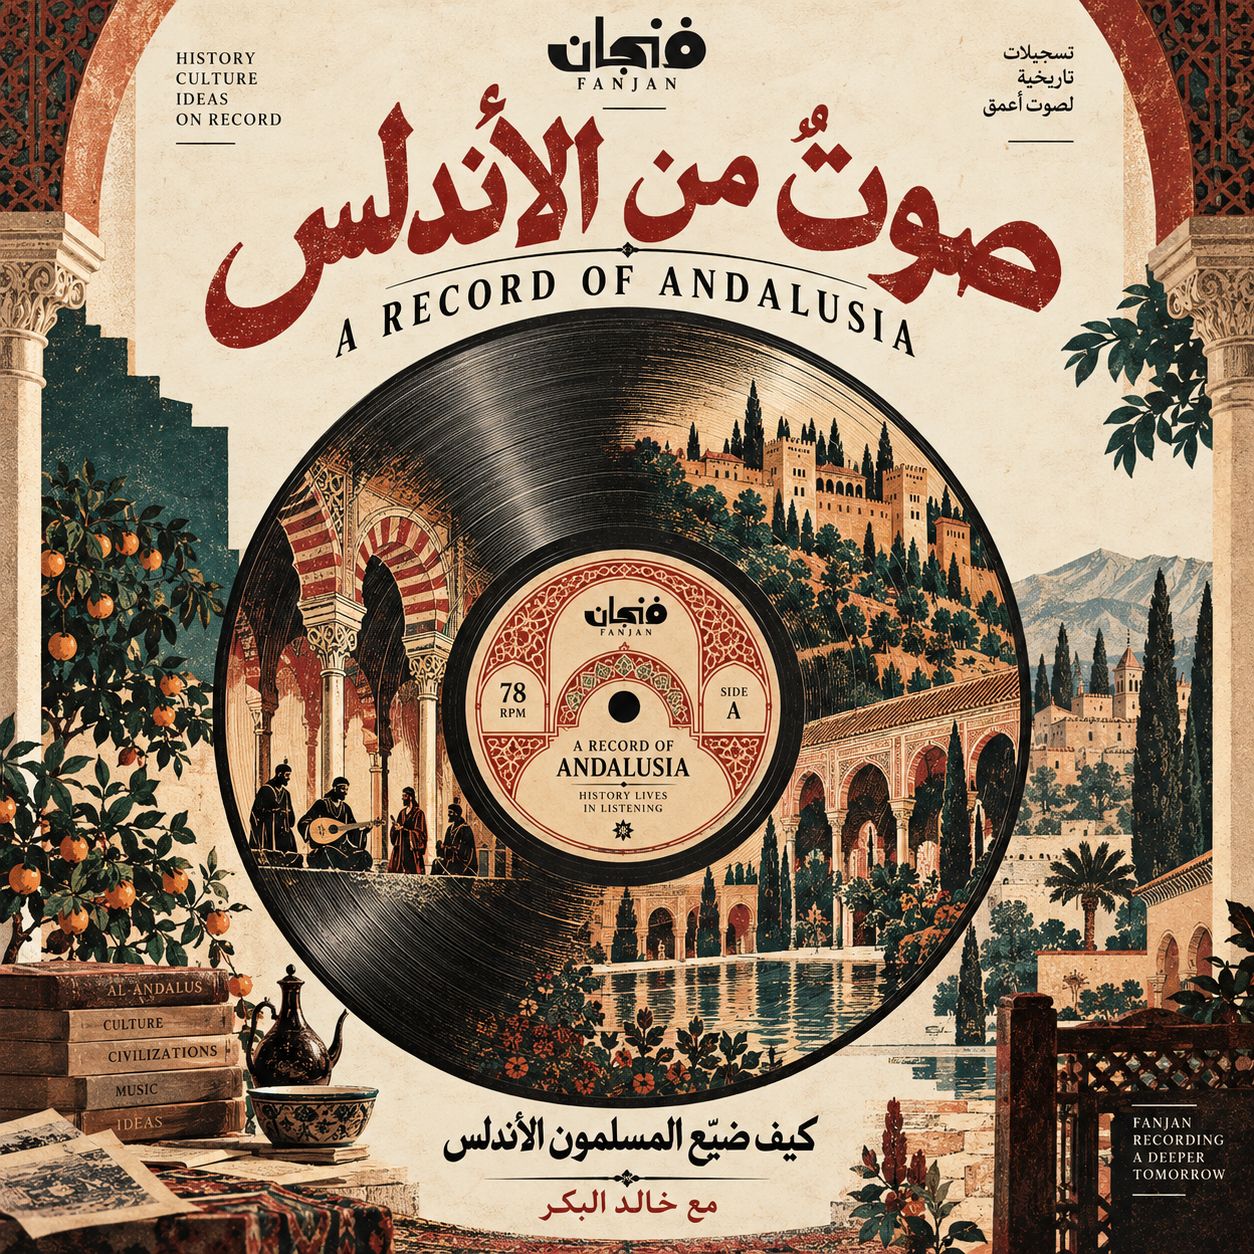 فنجان
FANJAN
HISTORY
CULTURE
IDEAS
ON RECORD
تسجيلات
تاريخية
لصوت أعمق
صوتٌ من الأندلس
A RECORD OF ANDALUSIA
فنجان
FANJAN
78
RPM
SIDE
A
A RECORD OF
ANDALUSIA
HISTORY LIVES
IN LISTENING
AL-ANDALUS
CULTURE
CIVILIZATIONS
MUSIC
IDEAS
كيف ضيّع المسلمون الأندلس
مع خالد البكر
FANJAN
RECORDING
A DEEPER
TOMORROW